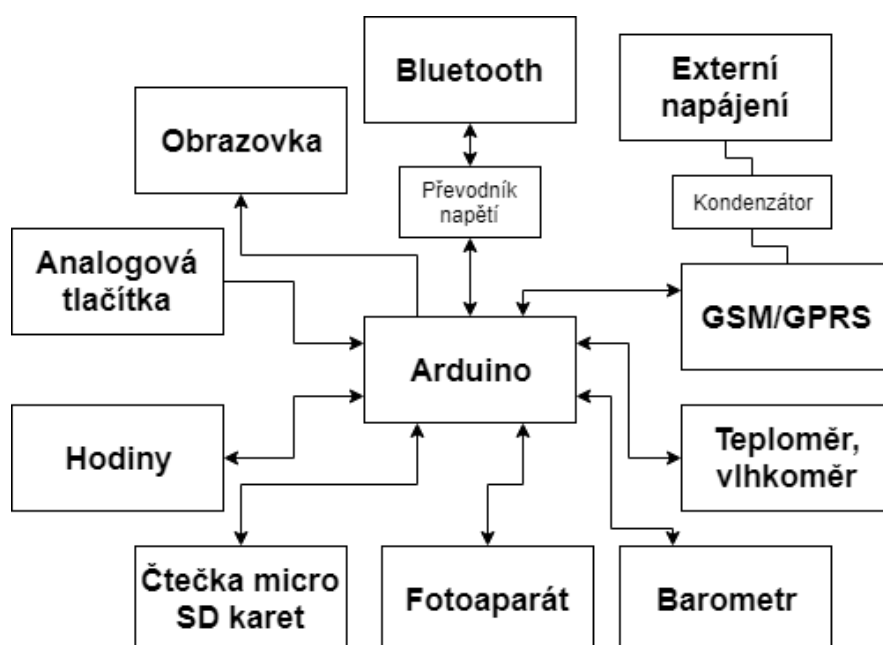 Bluetooth
Externí
napájení
Obrazovka
Převodník
napětí
Kondenzátor
Analogová
tlačítka
GSM/GPRS
Arduino
Hodiny
Teploměr,
vlhkoměr
Čtečka micro
SD karet
Fotoaparát
Barometr